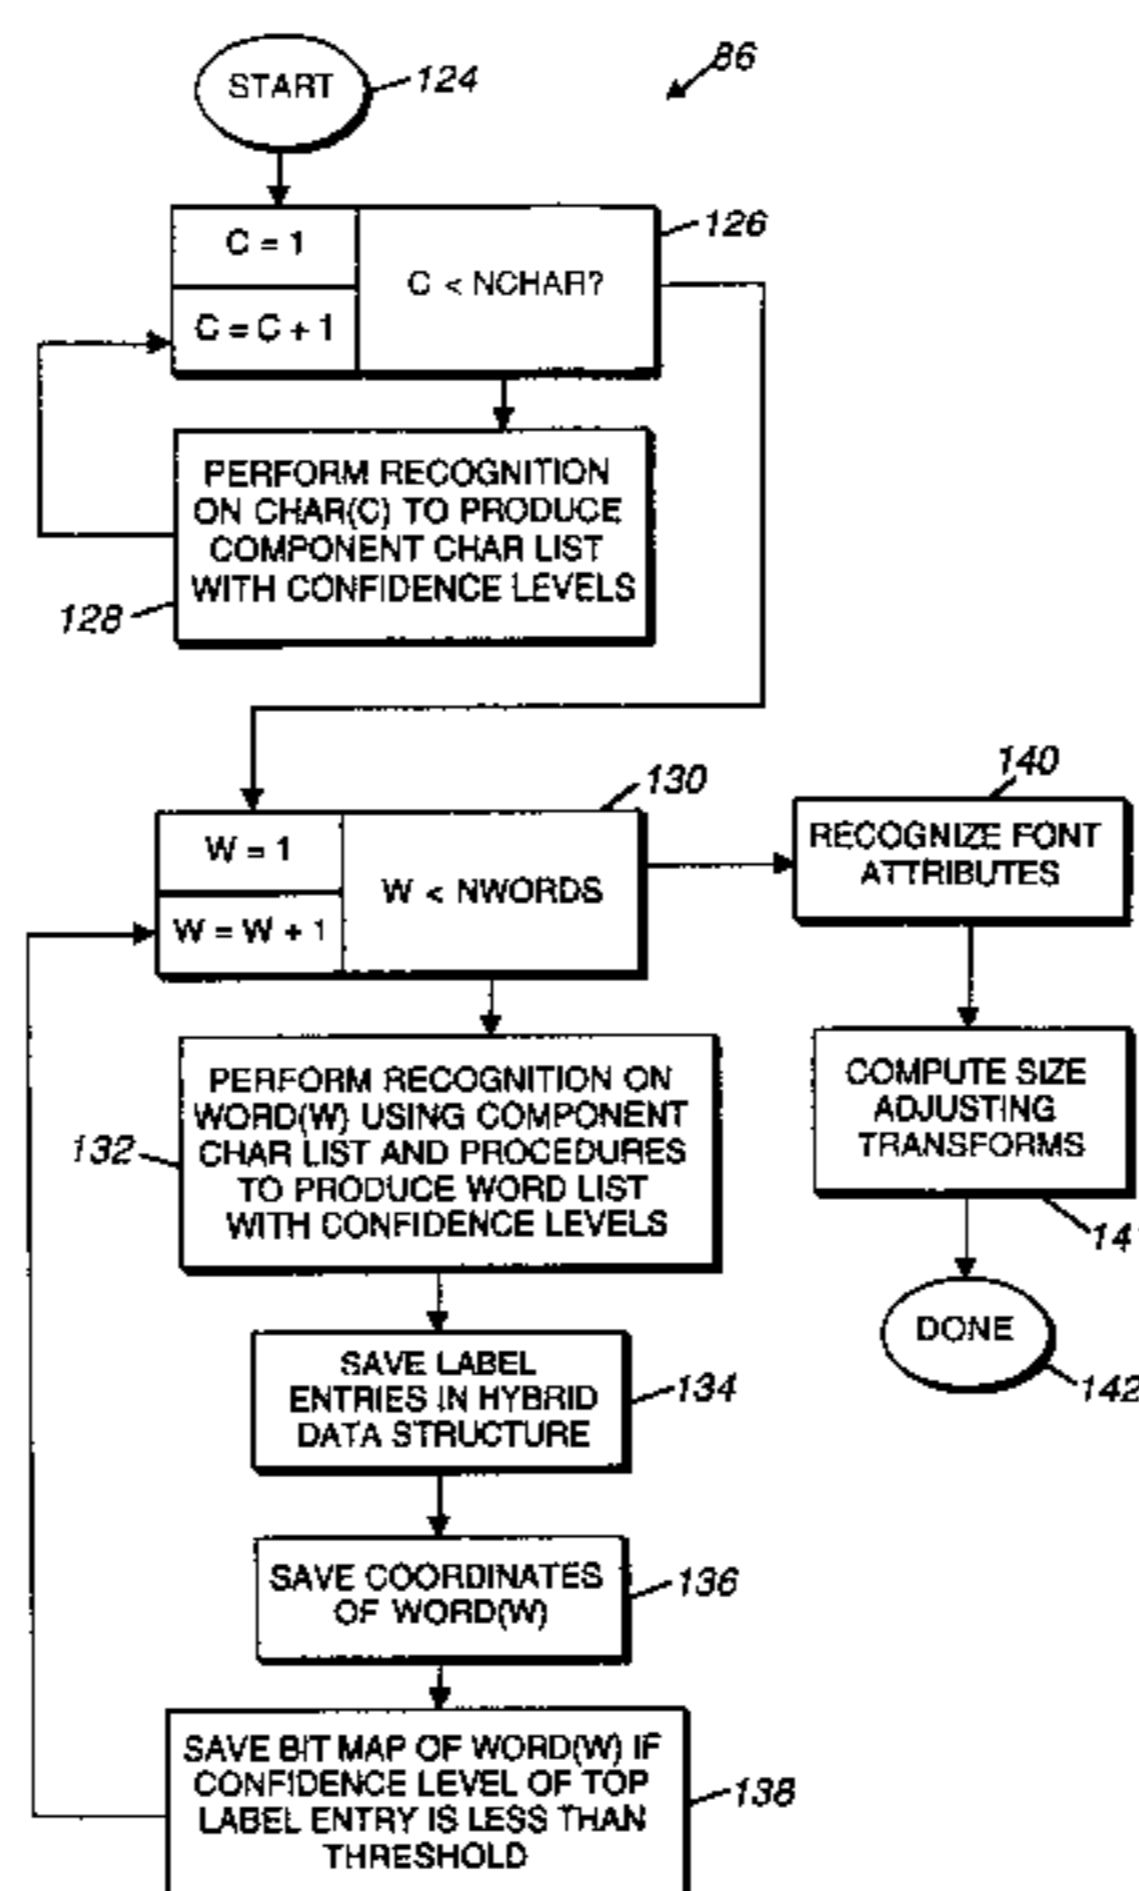 86
START
124
C = 1
C = C + 1
C < NCHAR?
126
PERFORM RECOGNITION
ON CHAR(C) TO PRODUCE
COMPONENT CHAR LIST
WITH CONFIDENCE LEVELS
128
W = 1
W = W + 1
W < NWORDS
130
PERFORM RECOGNITION ON
WORD(W) USING COMPONENT
CHAR LIST AND PROCEDURES
TO PRODUCE WORD LIST
WITH CONFIDENCE LEVELS
132
SAVE LABEL
ENTRIES IN HYBRID
DATA STRUCTURE
134
SAVE COORDINATES
OF WORD(W)
136
SAVE BIT MAP OF WORD(W) IF
CONFIDENCE LEVEL OF TOP
LABEL ENTRY IS LESS THAN
THRESHOLD
138
140
RECOGNIZE FONT
ATTRIBUTES
COMPUTE SIZE
ADJUSTING
TRANSFORMS
DONE
142